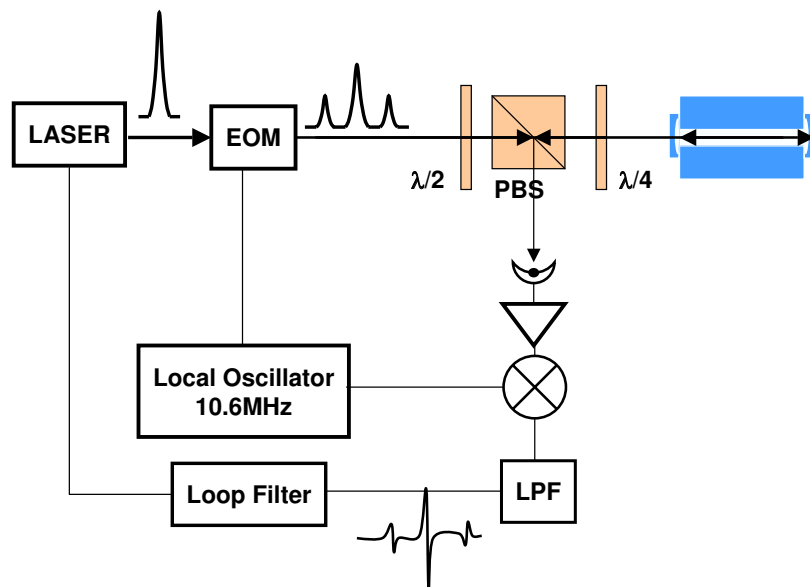 LASER
EOM
λ/2
PBS
λ/4
Local Oscillator
10.6MHz
Loop Filter
LPF